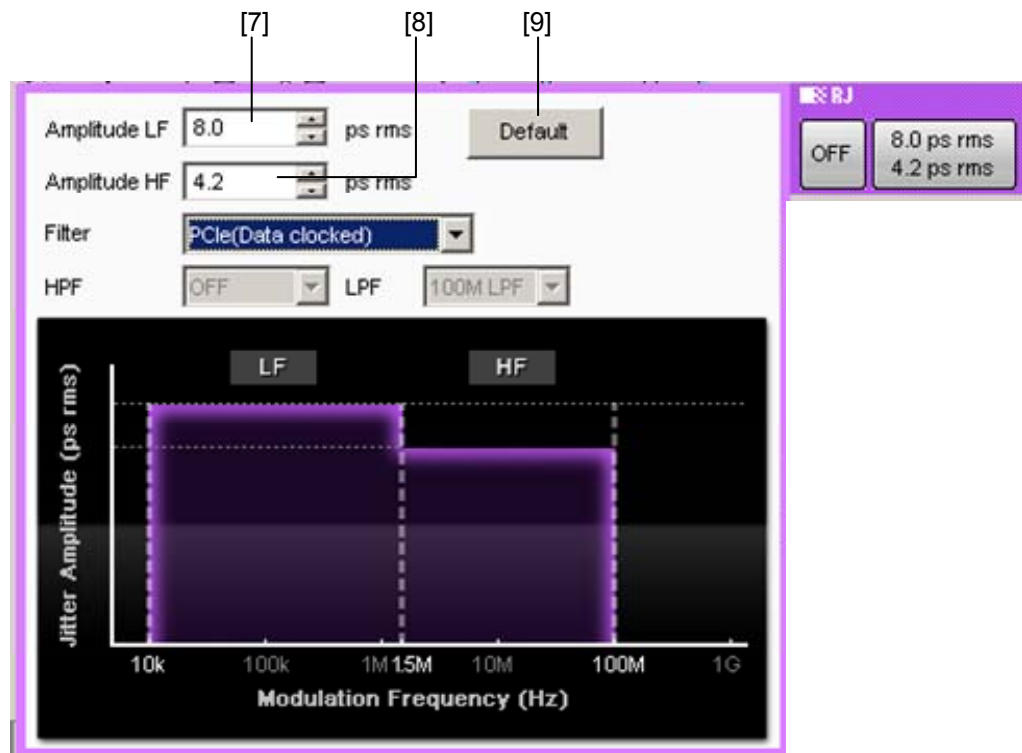 [7] [8] [9]
RJ
Amplitude LF 8.0 ps rms Default
OFF 8.0 ps rms
4.2 ps rms
Amplitude HF 4.2 ps rms
Filter PCIe(Data clocked)
HPF OFF LPF 100M LPF
LF HF
Jitter Amplitude (ps rms)
10k 100k 1M 1.5M 10M 100M 1G
Modulation Frequency (Hz)